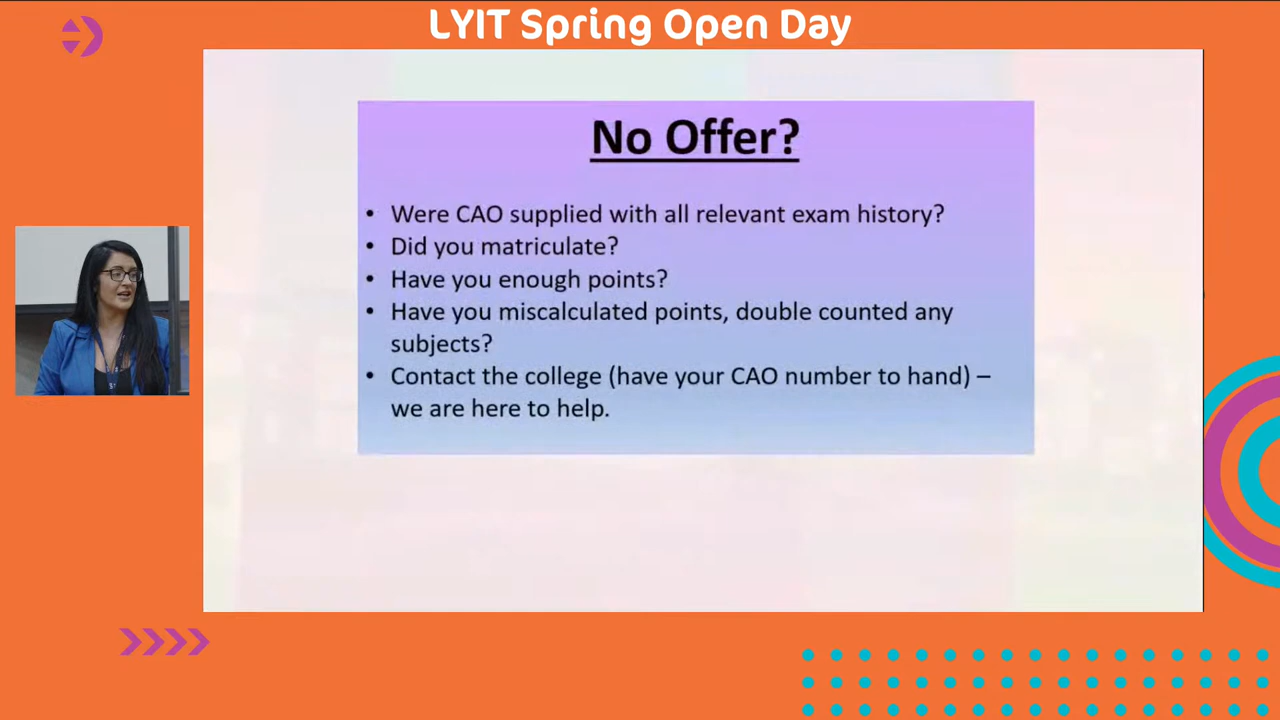 LYIT Spring Open Day
No Offer?
• Were CAO supplied with all relevant exam history?
• Did you matriculate?
• Have you enough points?
• Have you miscalculated points, double counted any
subjects?
• Contact the college (have your CAO number to hand) –
we are here to help.